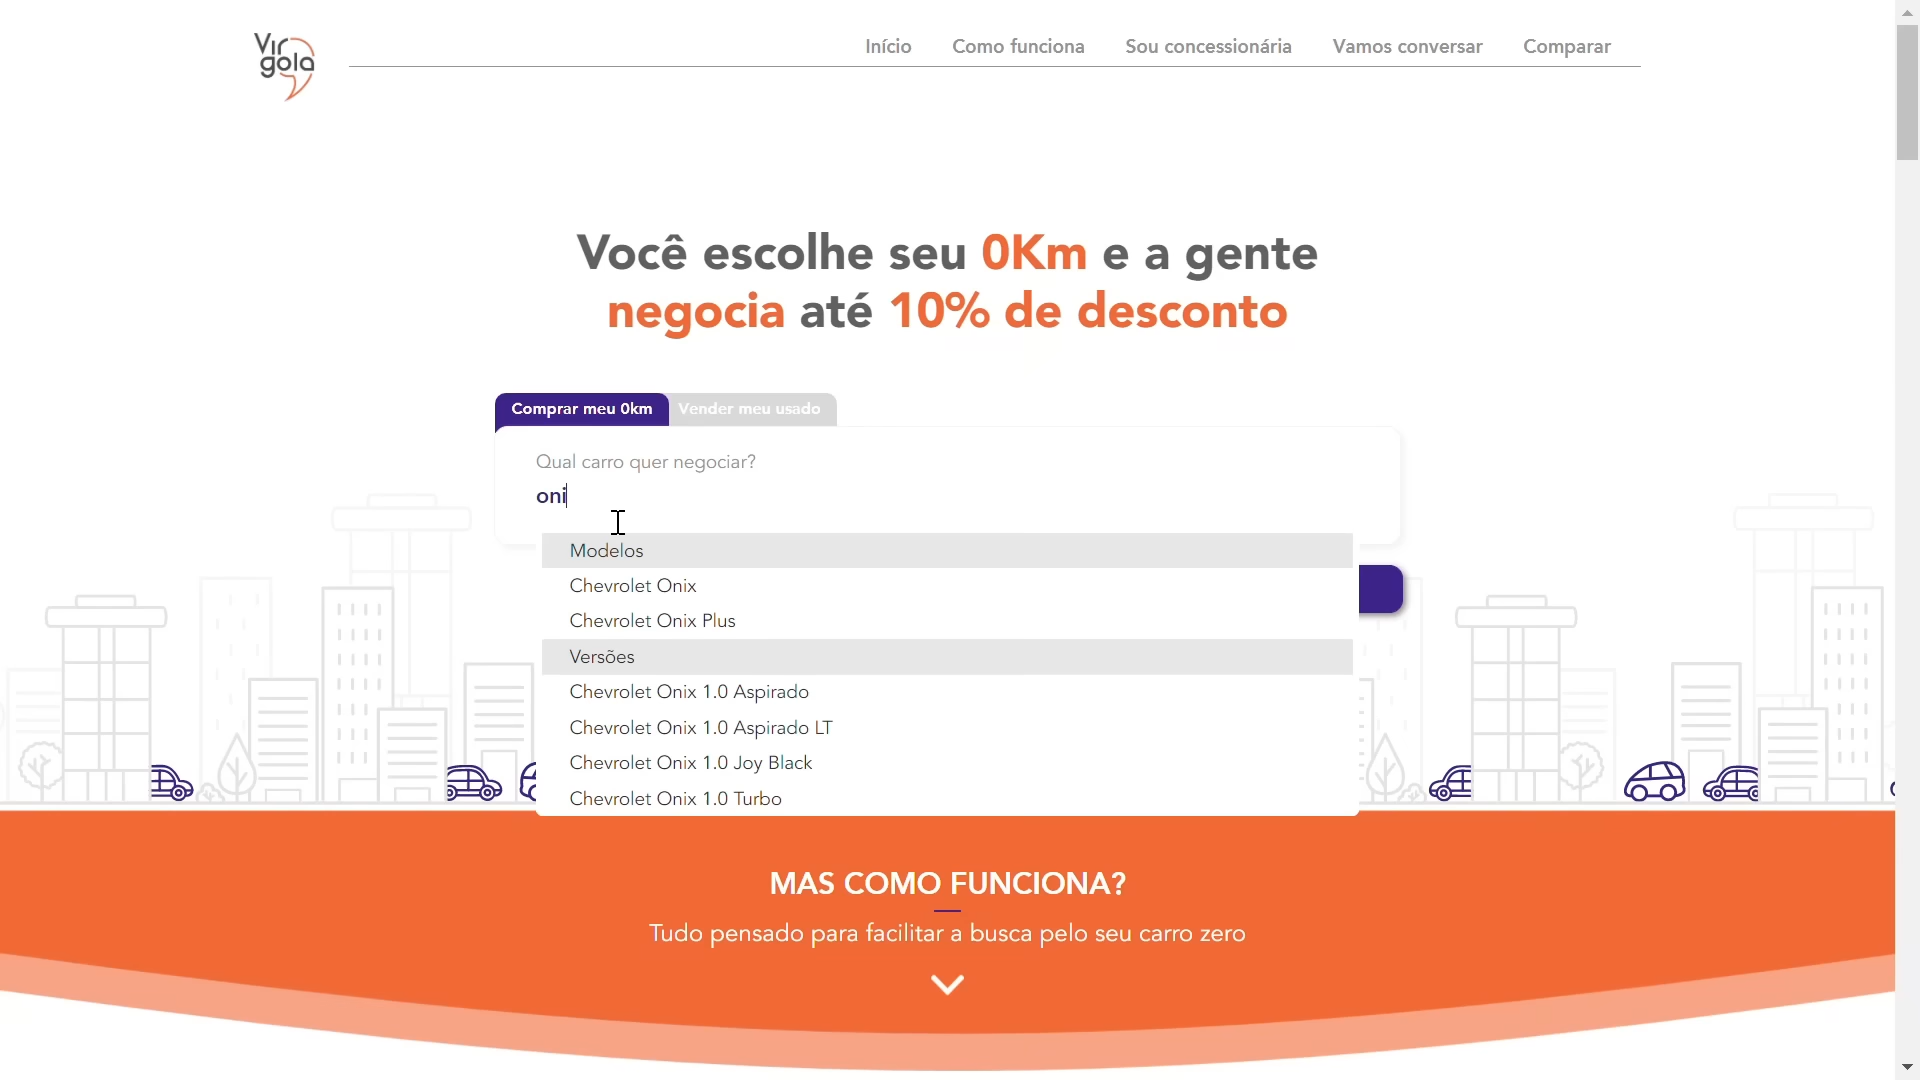 Vir
gola
Início
Como funciona
Sou concessionária
Vamos conversar
Comparar
Você escolhe seu 0Km e a gente
negocia até 10% de desconto
Comprar meu 0km
Vender meu usado
Qual carro quer negociar?
oni
Modelos
Chevrolet Onix
Chevrolet Onix Plus
Versões
Chevrolet Onix 1.0 Aspirado
Chevrolet Onix 1.0 Aspirado LT
Chevrolet Onix 1.0 Joy Black
Chevrolet Onix 1.0 Turbo
MAS COMO FUNCIONA?
Tudo pensado para facilitar a busca pelo seu carro zero